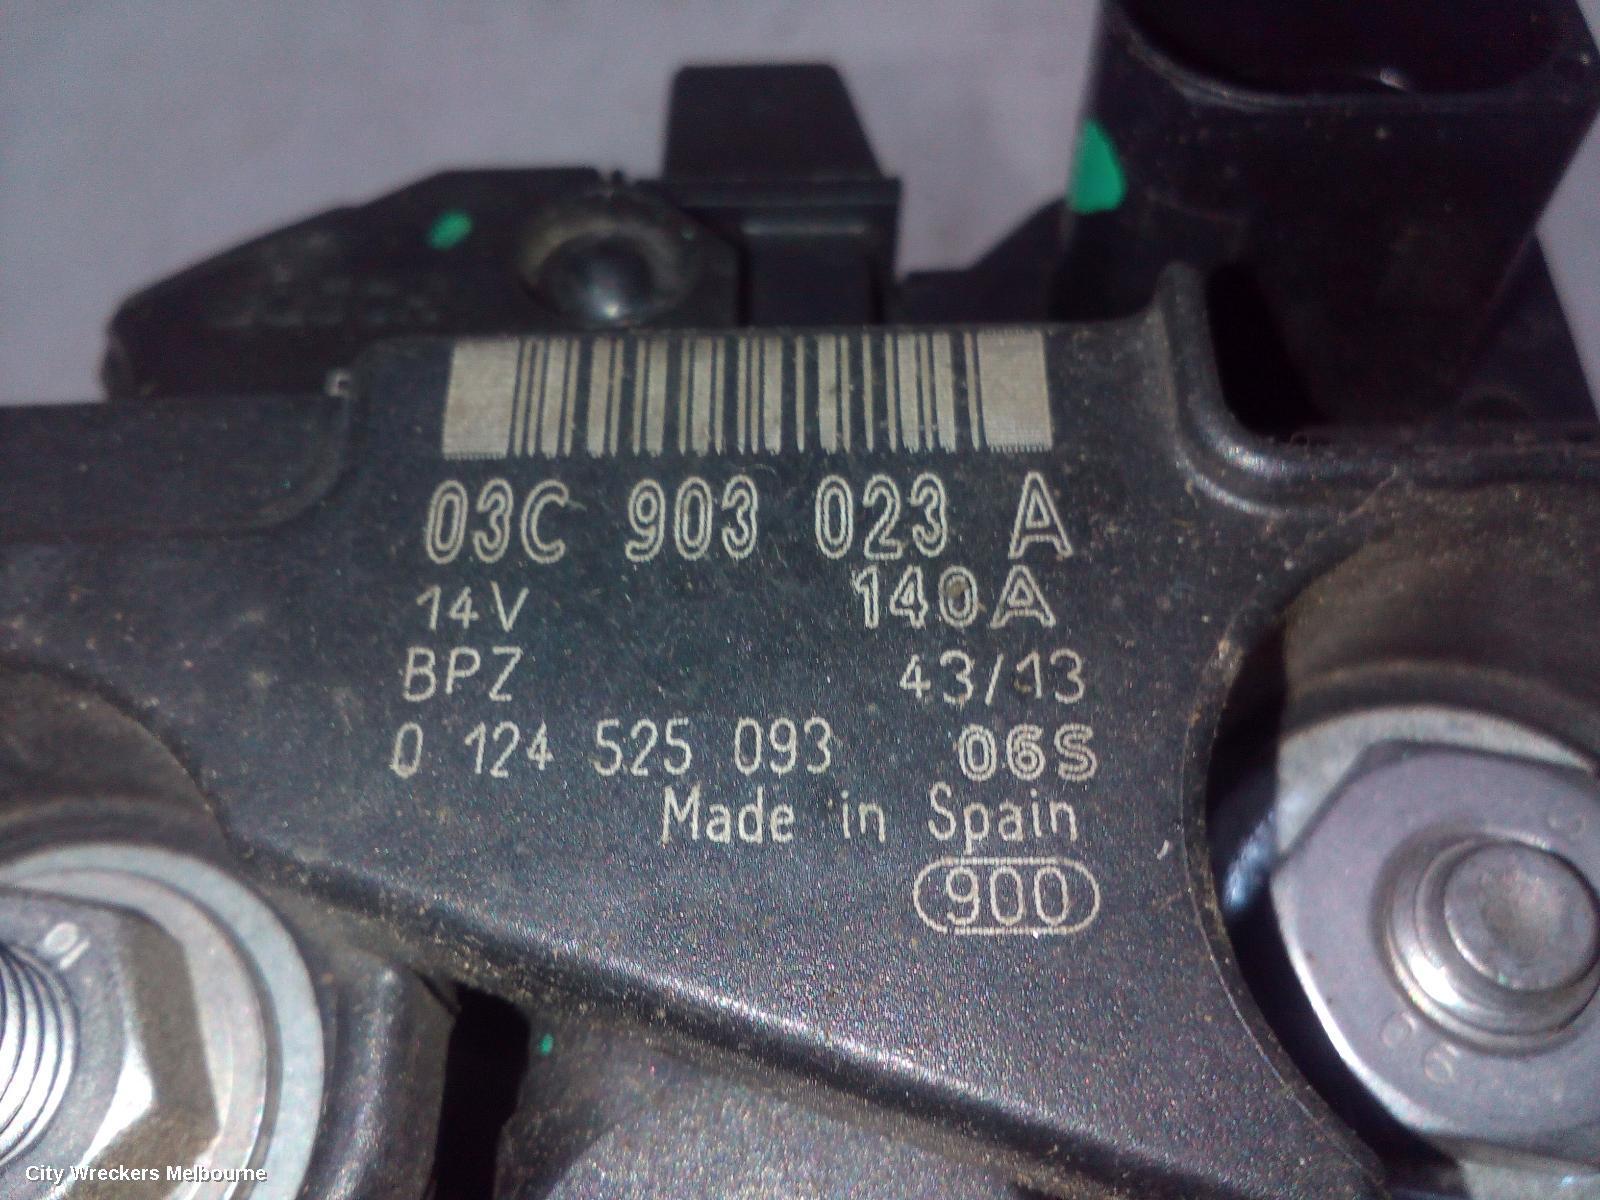 03C 903 023 A
14V 140A
BPZ 43/13
0 124 525 093 06S
Made in Spain
900
City Wreckers Melbourne